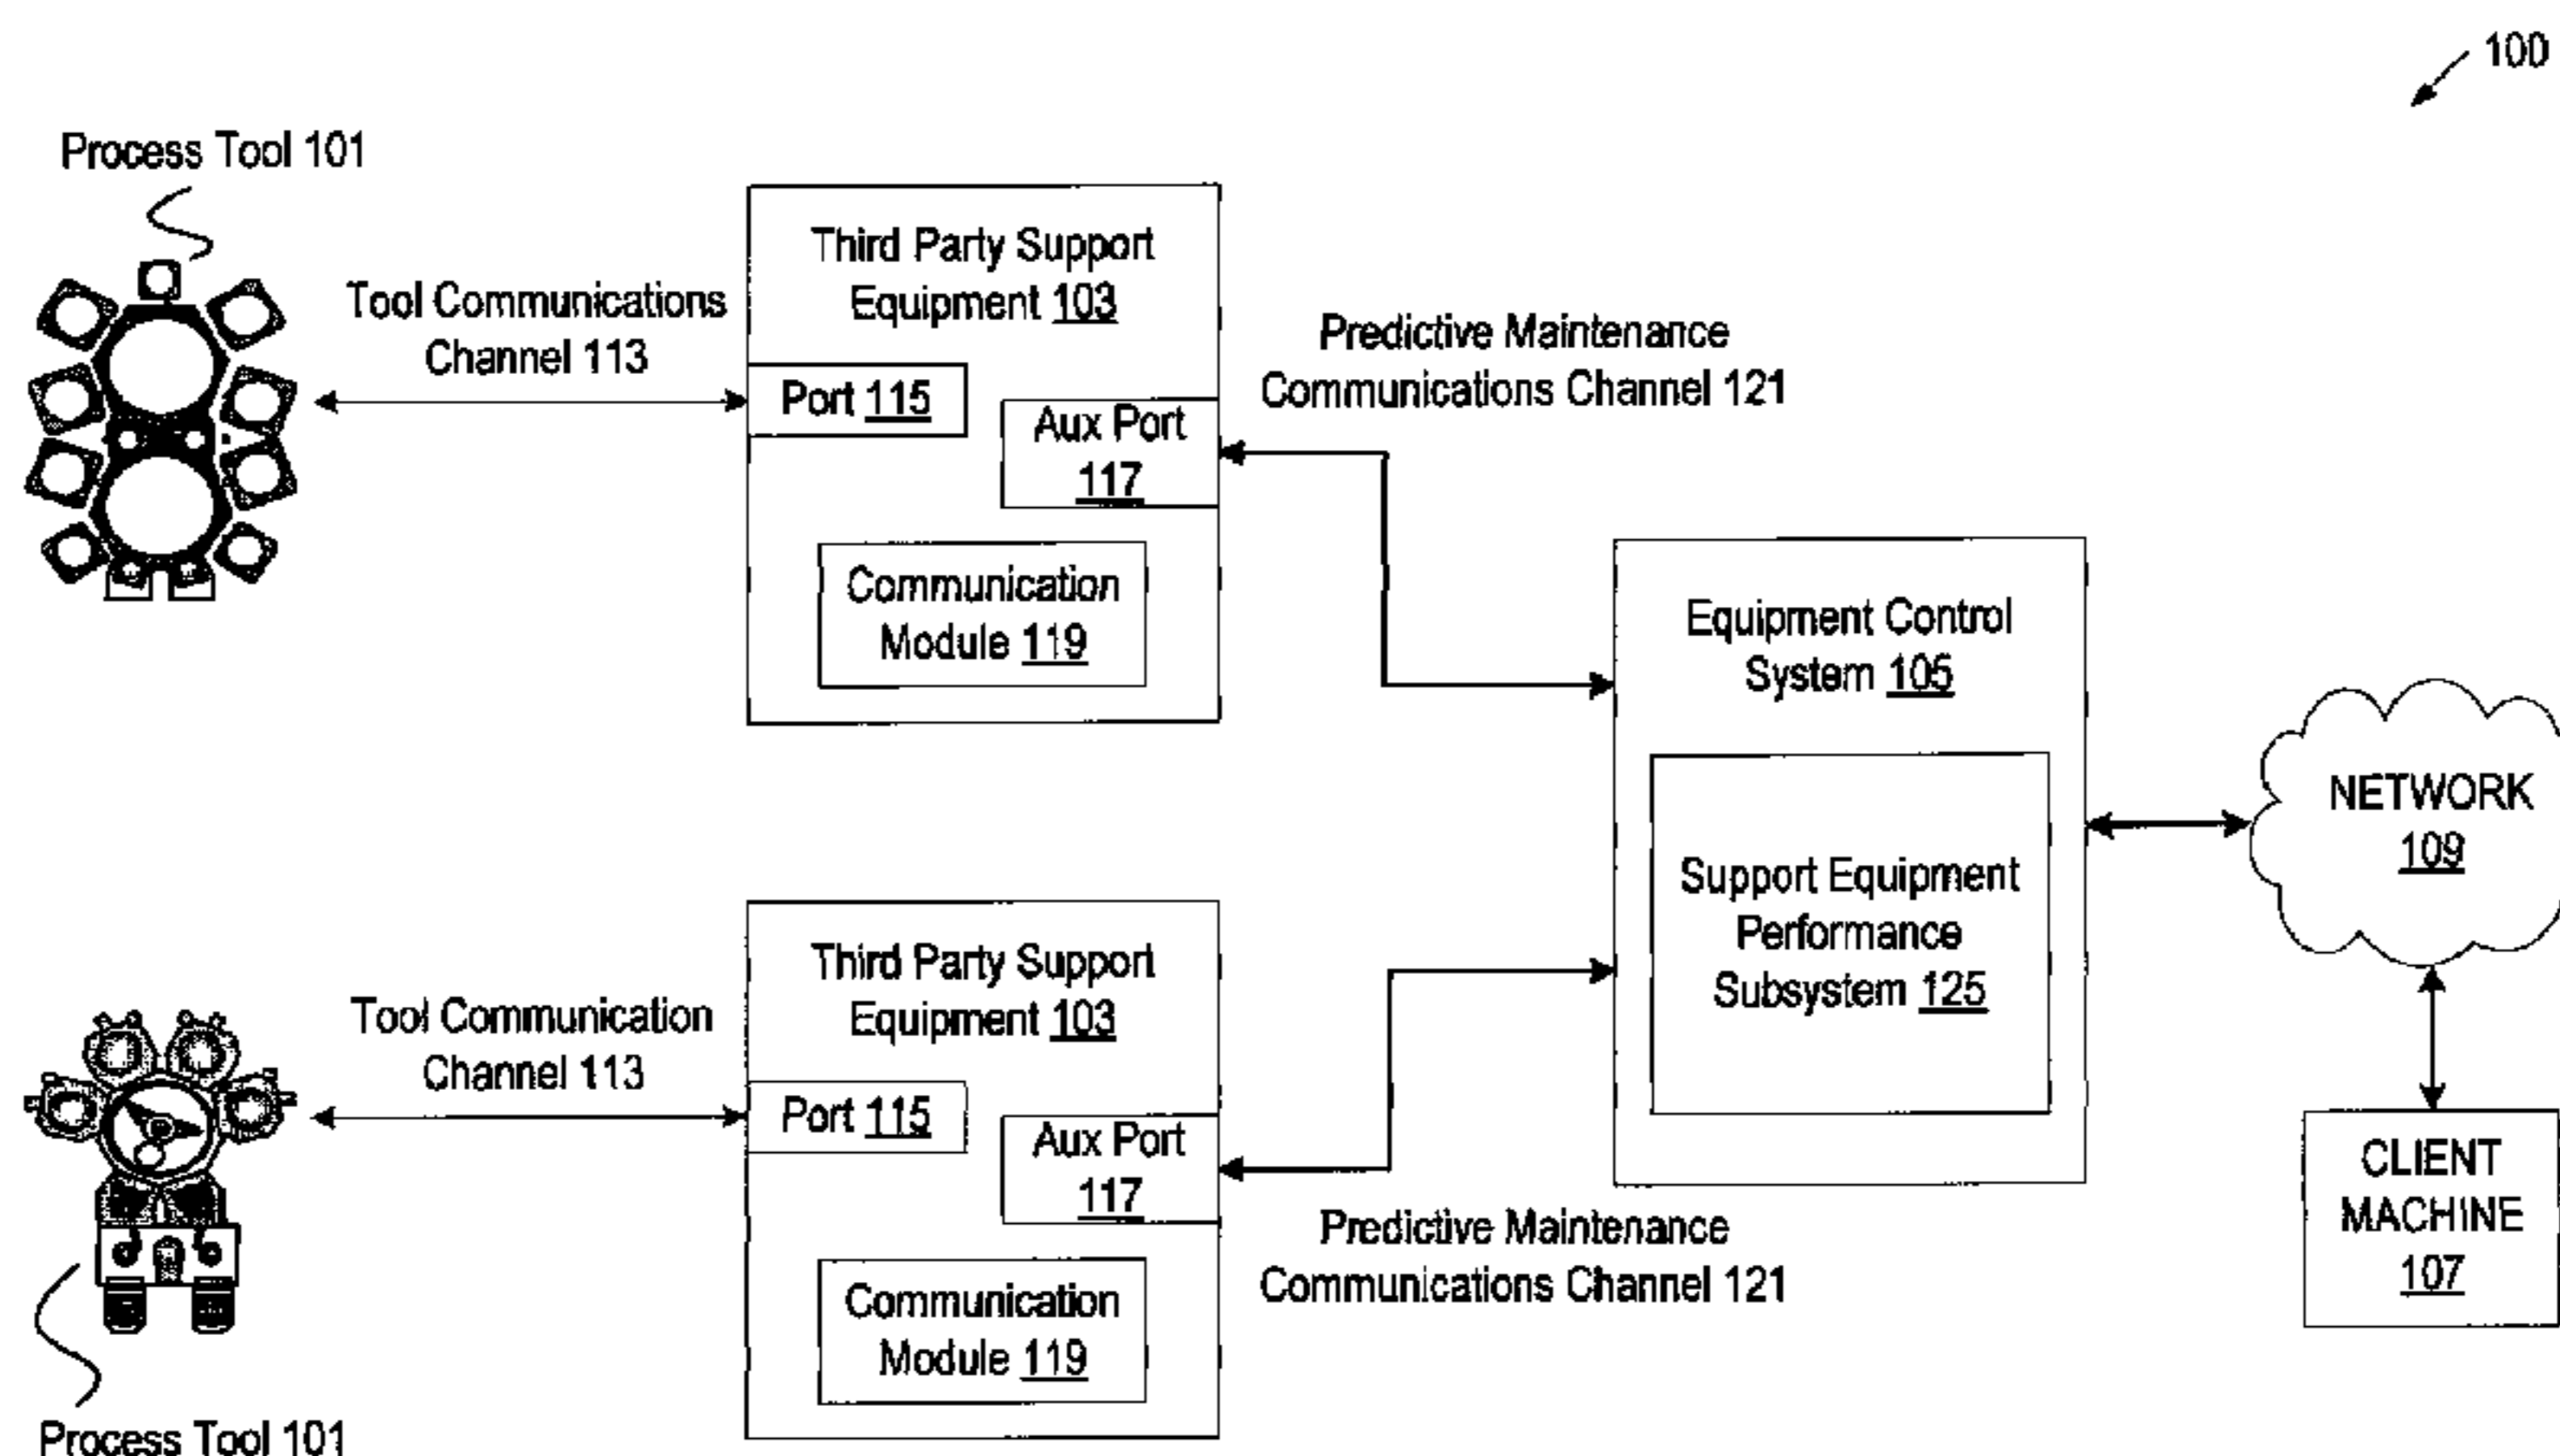 100
Process Tool 101
Tool Communications
Channel 113
Third Party Support
Equipment 103
Port 115
Aux Port
117
Communication
Module 119
Predictive Maintenance
Communications Channel 121
Equipment Control
System 105
Support Equipment
Performance
Subsystem 125
NETWORK
109
CLIENT
MACHINE
107
Tool Communication
Channel 113
Third Party Support
Equipment 103
Port 115
Aux Port
117
Communication
Module 119
Predictive Maintenance
Communications Channel 121
Process Tool 101